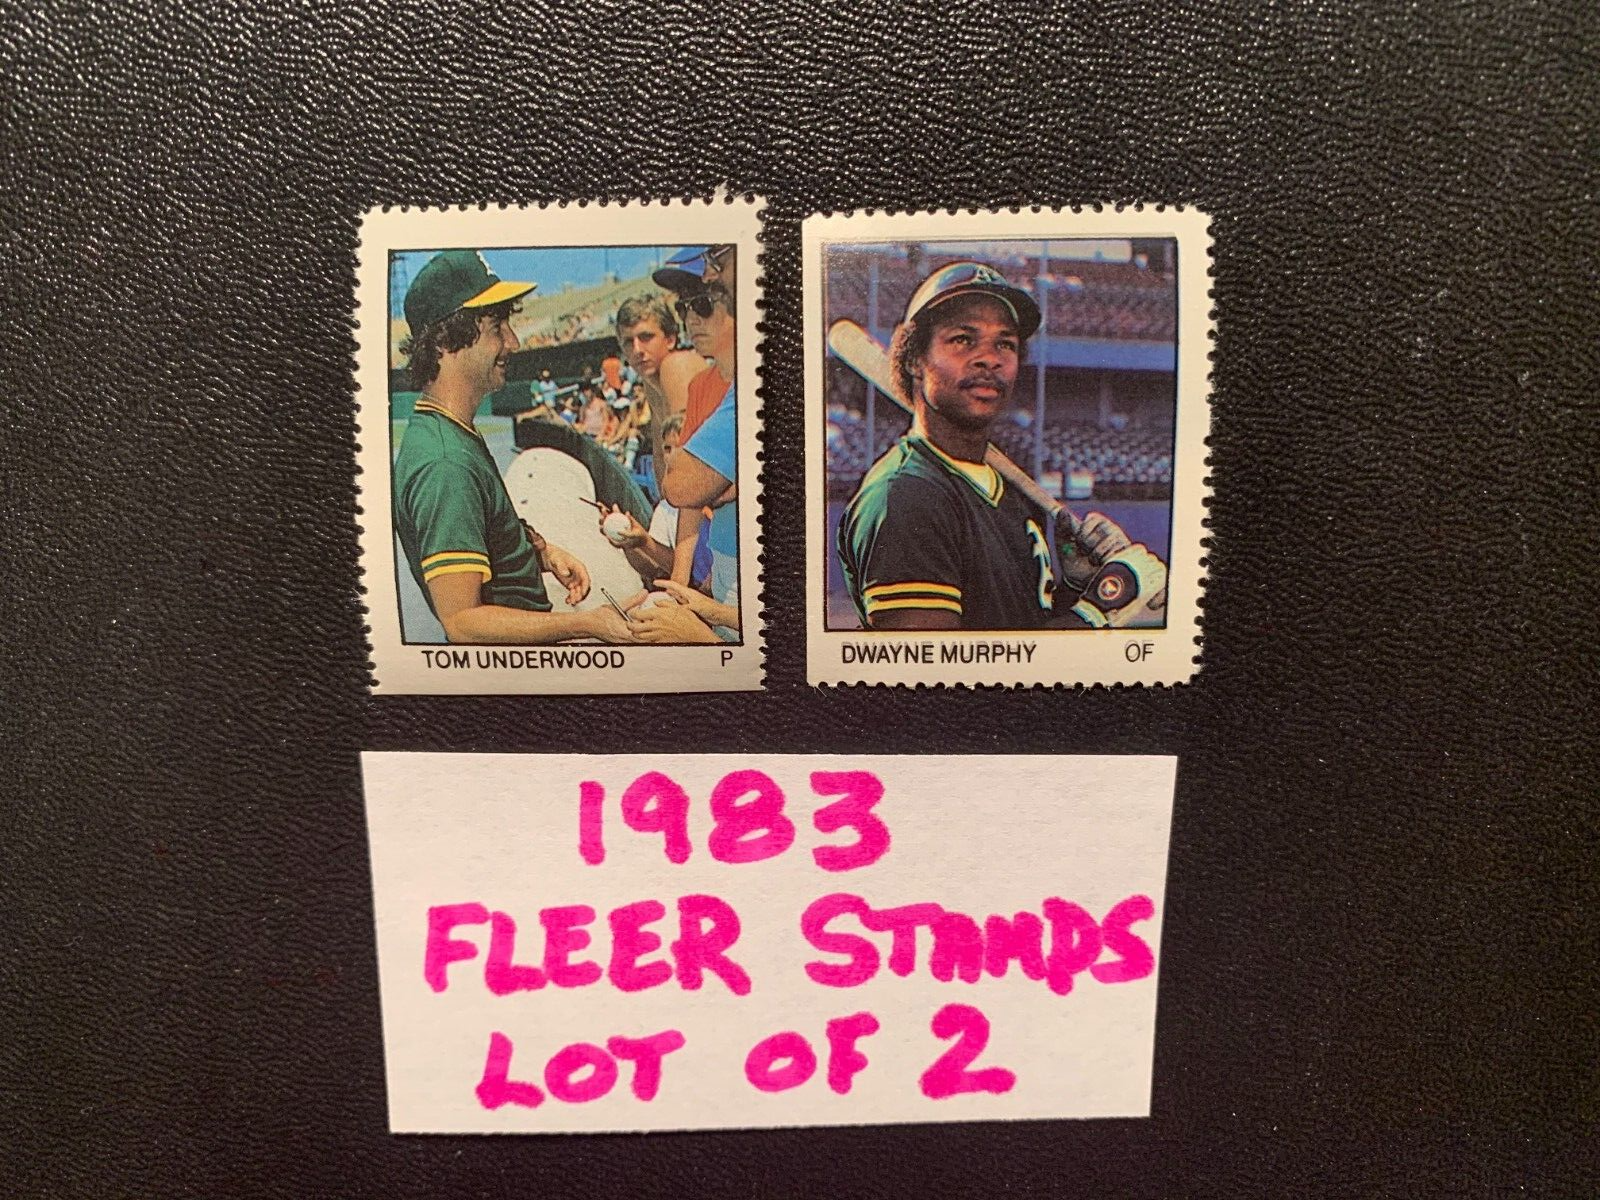 TOM UNDERWOOD P
DWAYNE MURPHY OF
1983
FLEER STAMPS
LOT OF 2